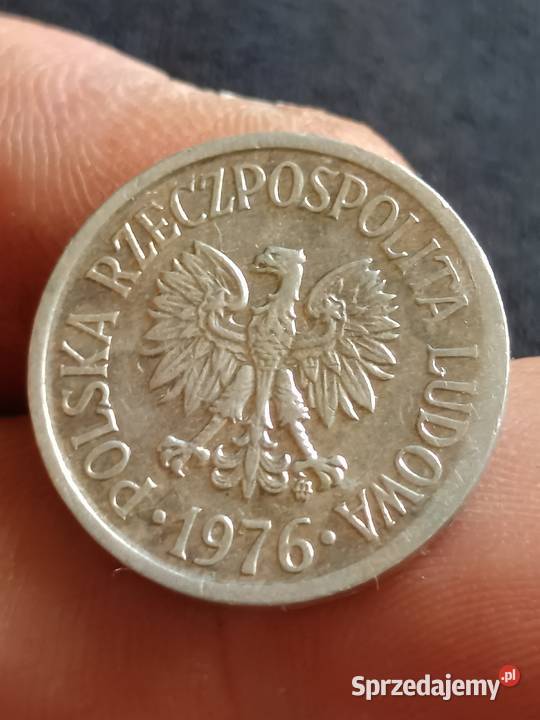 POLSKA RZECZPOSPOLITA LUDOWA
·1976·
Sprzedajemy.pl